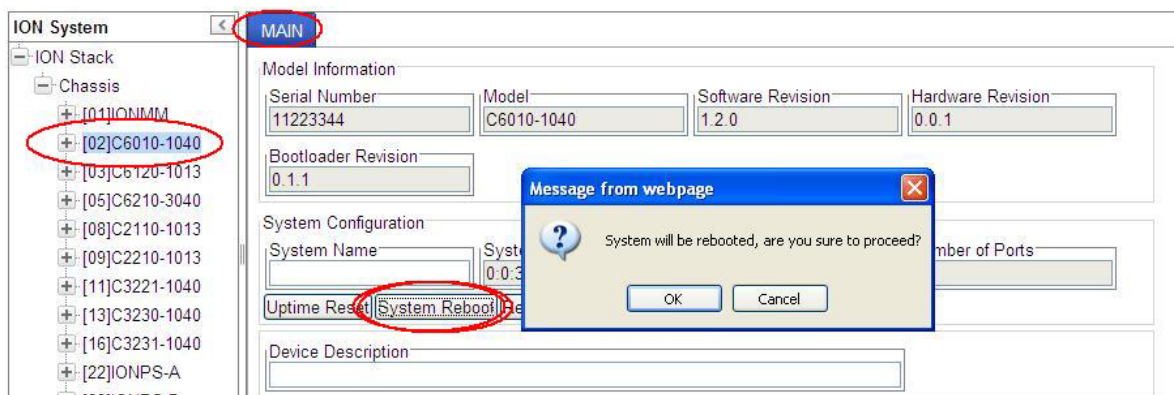 ION System
<
MAIN
ION Stack
Chassis
[01]IONMM
[02]C6010-1040
[03]C6120-1013
[05]C6210-3040
[08]C2110-1013
[09]C2210-1013
[11]C3221-1040
[13]C3230-1040
[16]C3231-1040
[22]IONPS-A
Model Information
Serial Number Model Software Revision Hardware Revision
11223344 C6010-1040 1.2.0 0.0.1
Bootloader Revision
0.1.1
System Configuration
System Name
Uptime Reset System Reboot
Device Description
Message from webpage
System will be rebooted, are you sure to proceed?
OK Cancel
of Ports